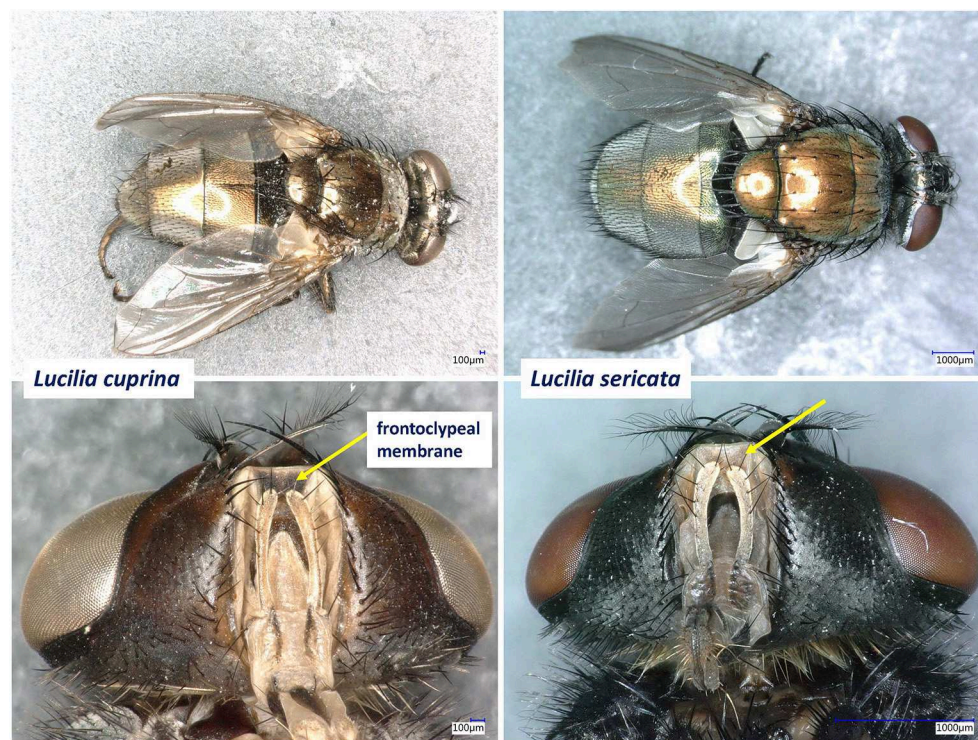 100µm
1000µm
Lucilia cuprina
Lucilia sericata
frontoclypeal
membrane
100µm
1000µm